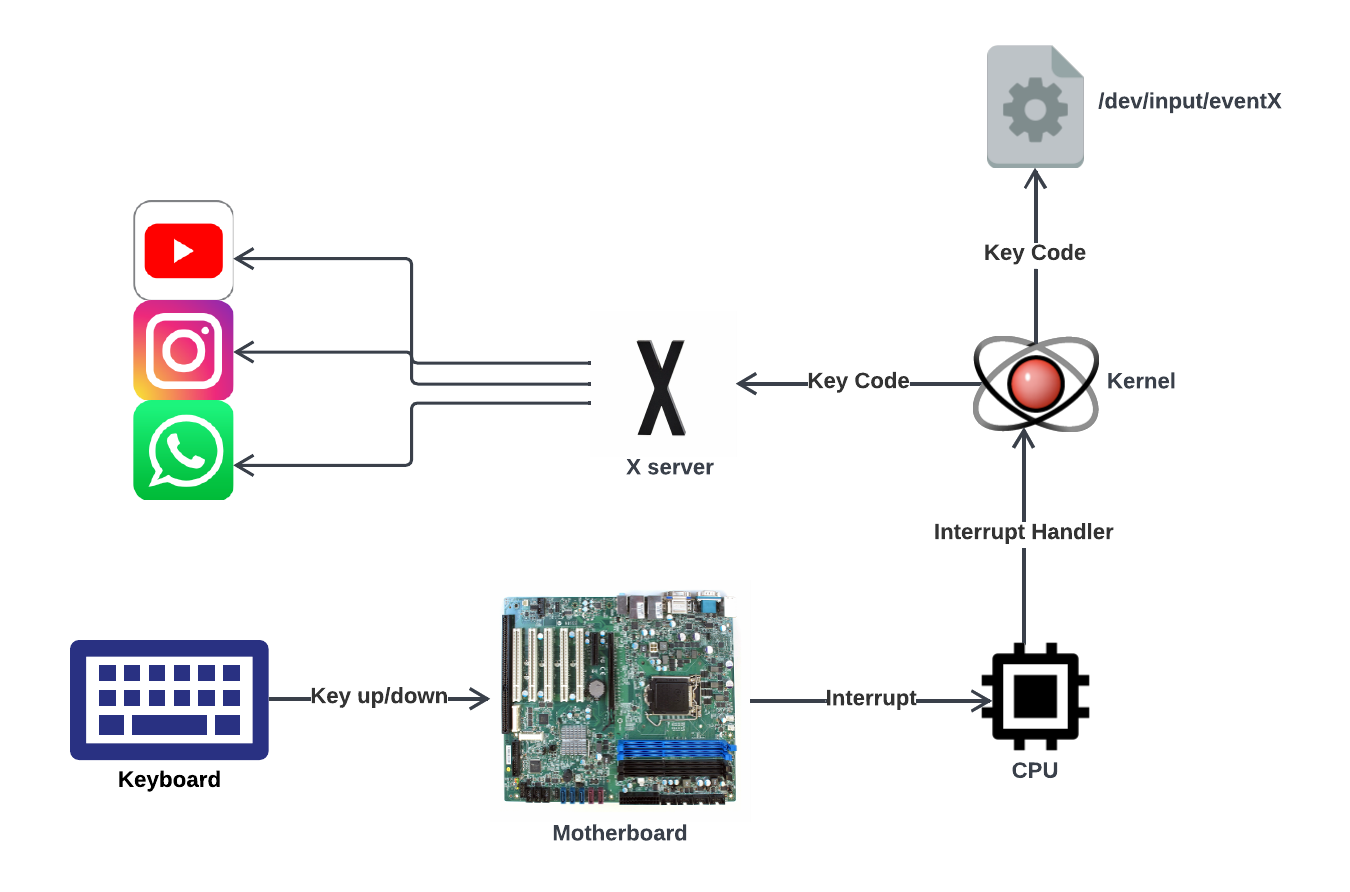 /dev/input/eventX
Key Code
Key Code
Kernel
X server
Interrupt Handler
Key up/down
Interrupt
Keyboard
CPU
Motherboard